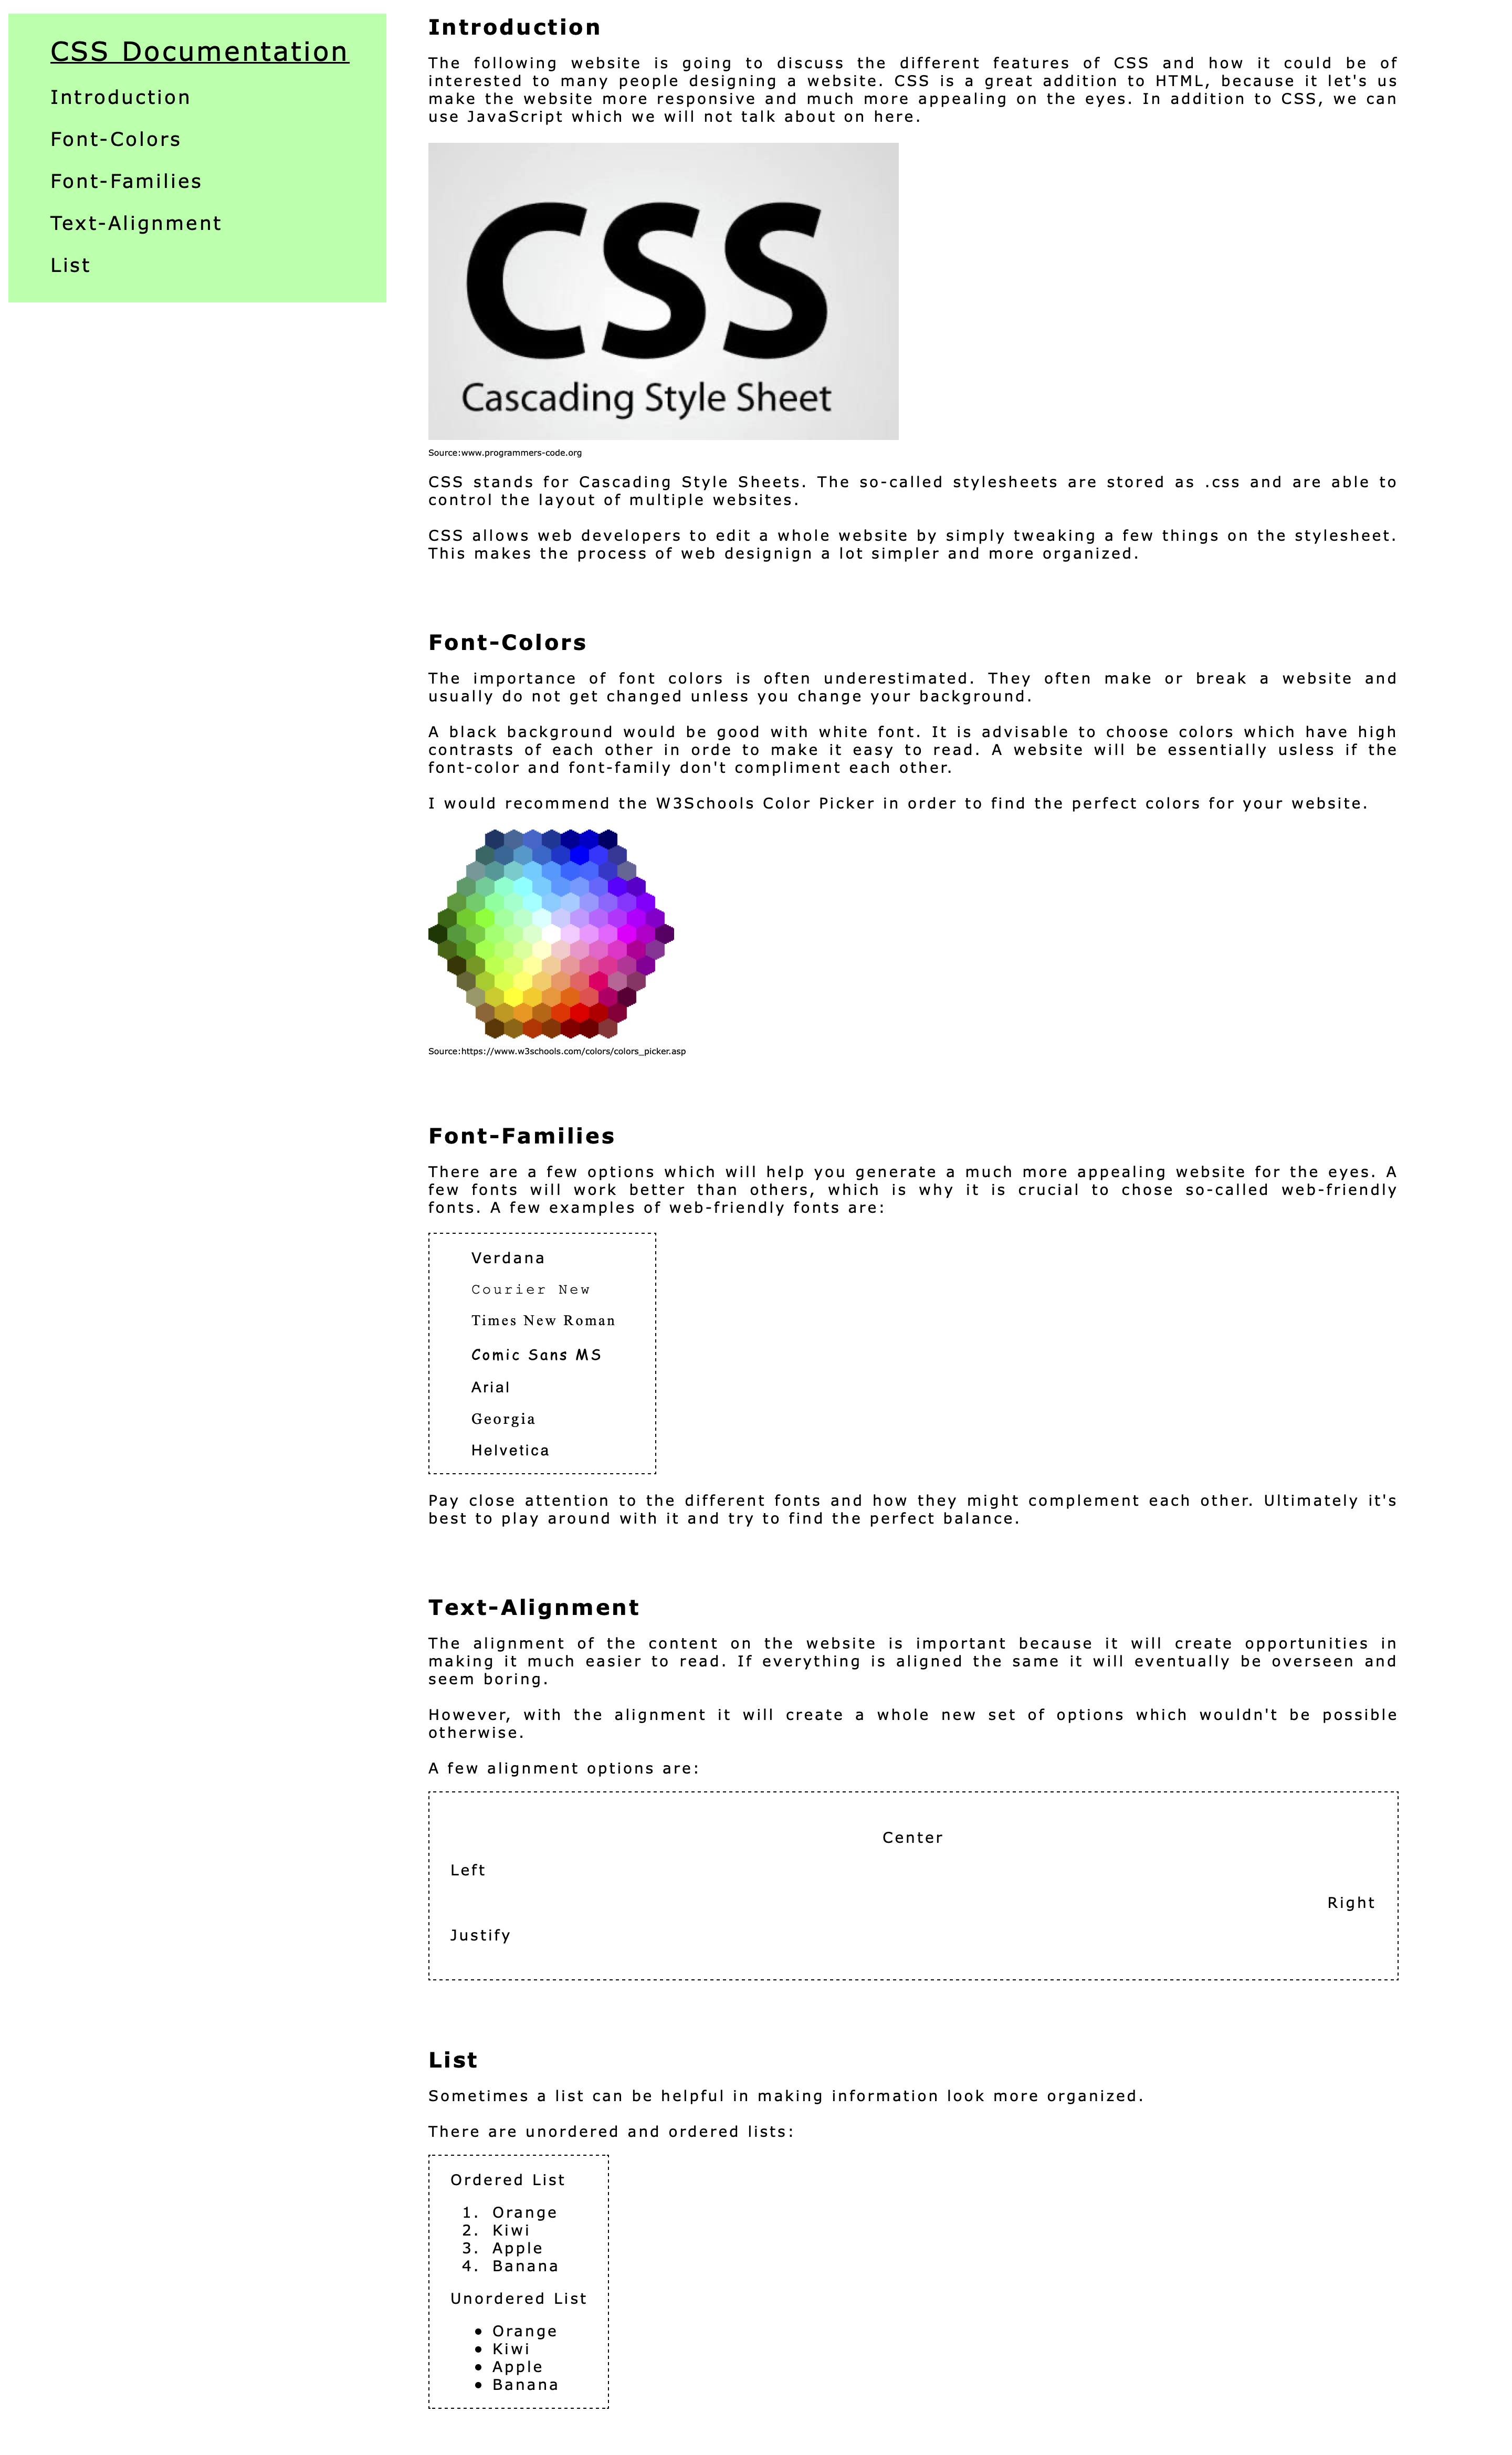 CSS Documentation
Introduction
Font-Colors
Font-Families
Text-Alignment
List
Introduction
The following website is going to discuss the different features of CSS and how it could be of
interested to many people designing a website. CSS is a great addition to HTML, because it let's us
make the website more responsive and much more appealing on the eyes. In addition to CSS, we can
use JavaScript which we will not talk about on here.
CSS
Cascading Style Sheet
Source:www.programmers-code.org
CSS stands for Cascading Style Sheets. The so-called stylesheets are stored as .css and are able to
control the layout of multiple websites.
CSS allows web developers to edit a whole website by simply tweaking a few things on the stylesheet.
This makes the process of web designign a lot simpler and more organized.
Font-Colors
The importance of font colors is often underestimated. They often make or break a website and
usually do not get changed unless you change your background.
A black background would be good with white font. It is advisable to choose colors which have high
contrasts of each other in orde to make it easy to read. A website will be essentially usless if the
font-color and font-family don't compliment each other.
I would recommend the W3Schools Color Picker in order to find the perfect colors for your website.
Source:https://www.w3schools.com/colors/colors_picker.asp
Font-Families
There are a few options which will help you generate a much more appealing website for the eyes. A
few fonts will work better than others, which is why it is crucial to chose so-called web-friendly
fonts. A few examples of web-friendly fonts are:
Verdana
Courier New
Times New Roman
Comic Sans MS
Arial
Georgia
Helvetica
Pay close attention to the different fonts and how they might complement each other. Ultimately it's
best to play around with it and try to find the perfect balance.
Text-Alignment
The alignment of the content on the website is important because it will create opportunities in
making it much easier to read. If everything is aligned the same it will eventually be overseen and
seem boring.
However, with the alignment it will create a whole new set of options which wouldn't be possible
otherwise.
A few alignment options are:
Center
Left
Right
Justify
List
Sometimes a list can be helpful in making information look more organized.
There are unordered and ordered lists:
Ordered List
1. Orange
2. Kiwi
3. Apple
4. Banana
Unordered List
• Orange
• Kiwi
• Apple
• Banana